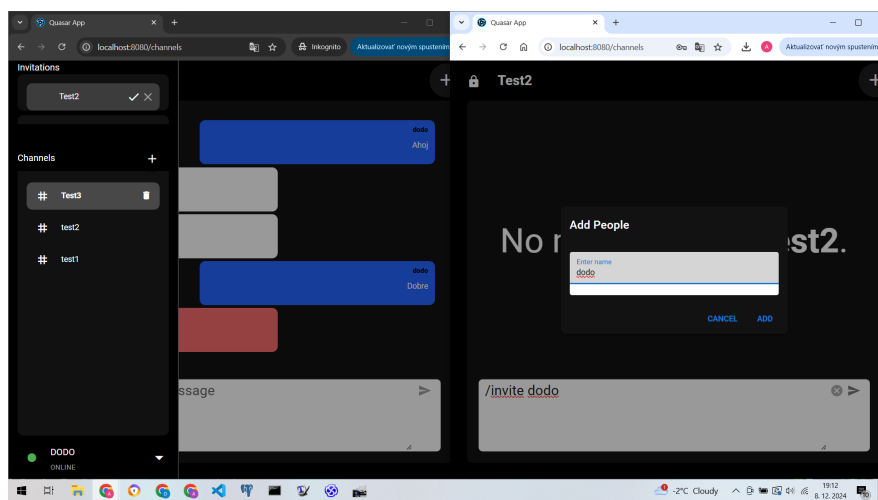 Quasar App
localhost:8080/channels
Inkognito
Aktualizovať novým spustením
Invitations
Test2
Channels
Test3
test2
test1
DODO
ONLINE
dodo
Ahoj
dodo
Dobre
ssage
Quasar App
localhost:8080/channels
A
Aktualizovať novým spustením
Test2
No r
st2.
Add People
Enter name
dodo
CANCEL
ADD
/invite dodo
-2°C Cloudy
19:12
8. 12. 2024